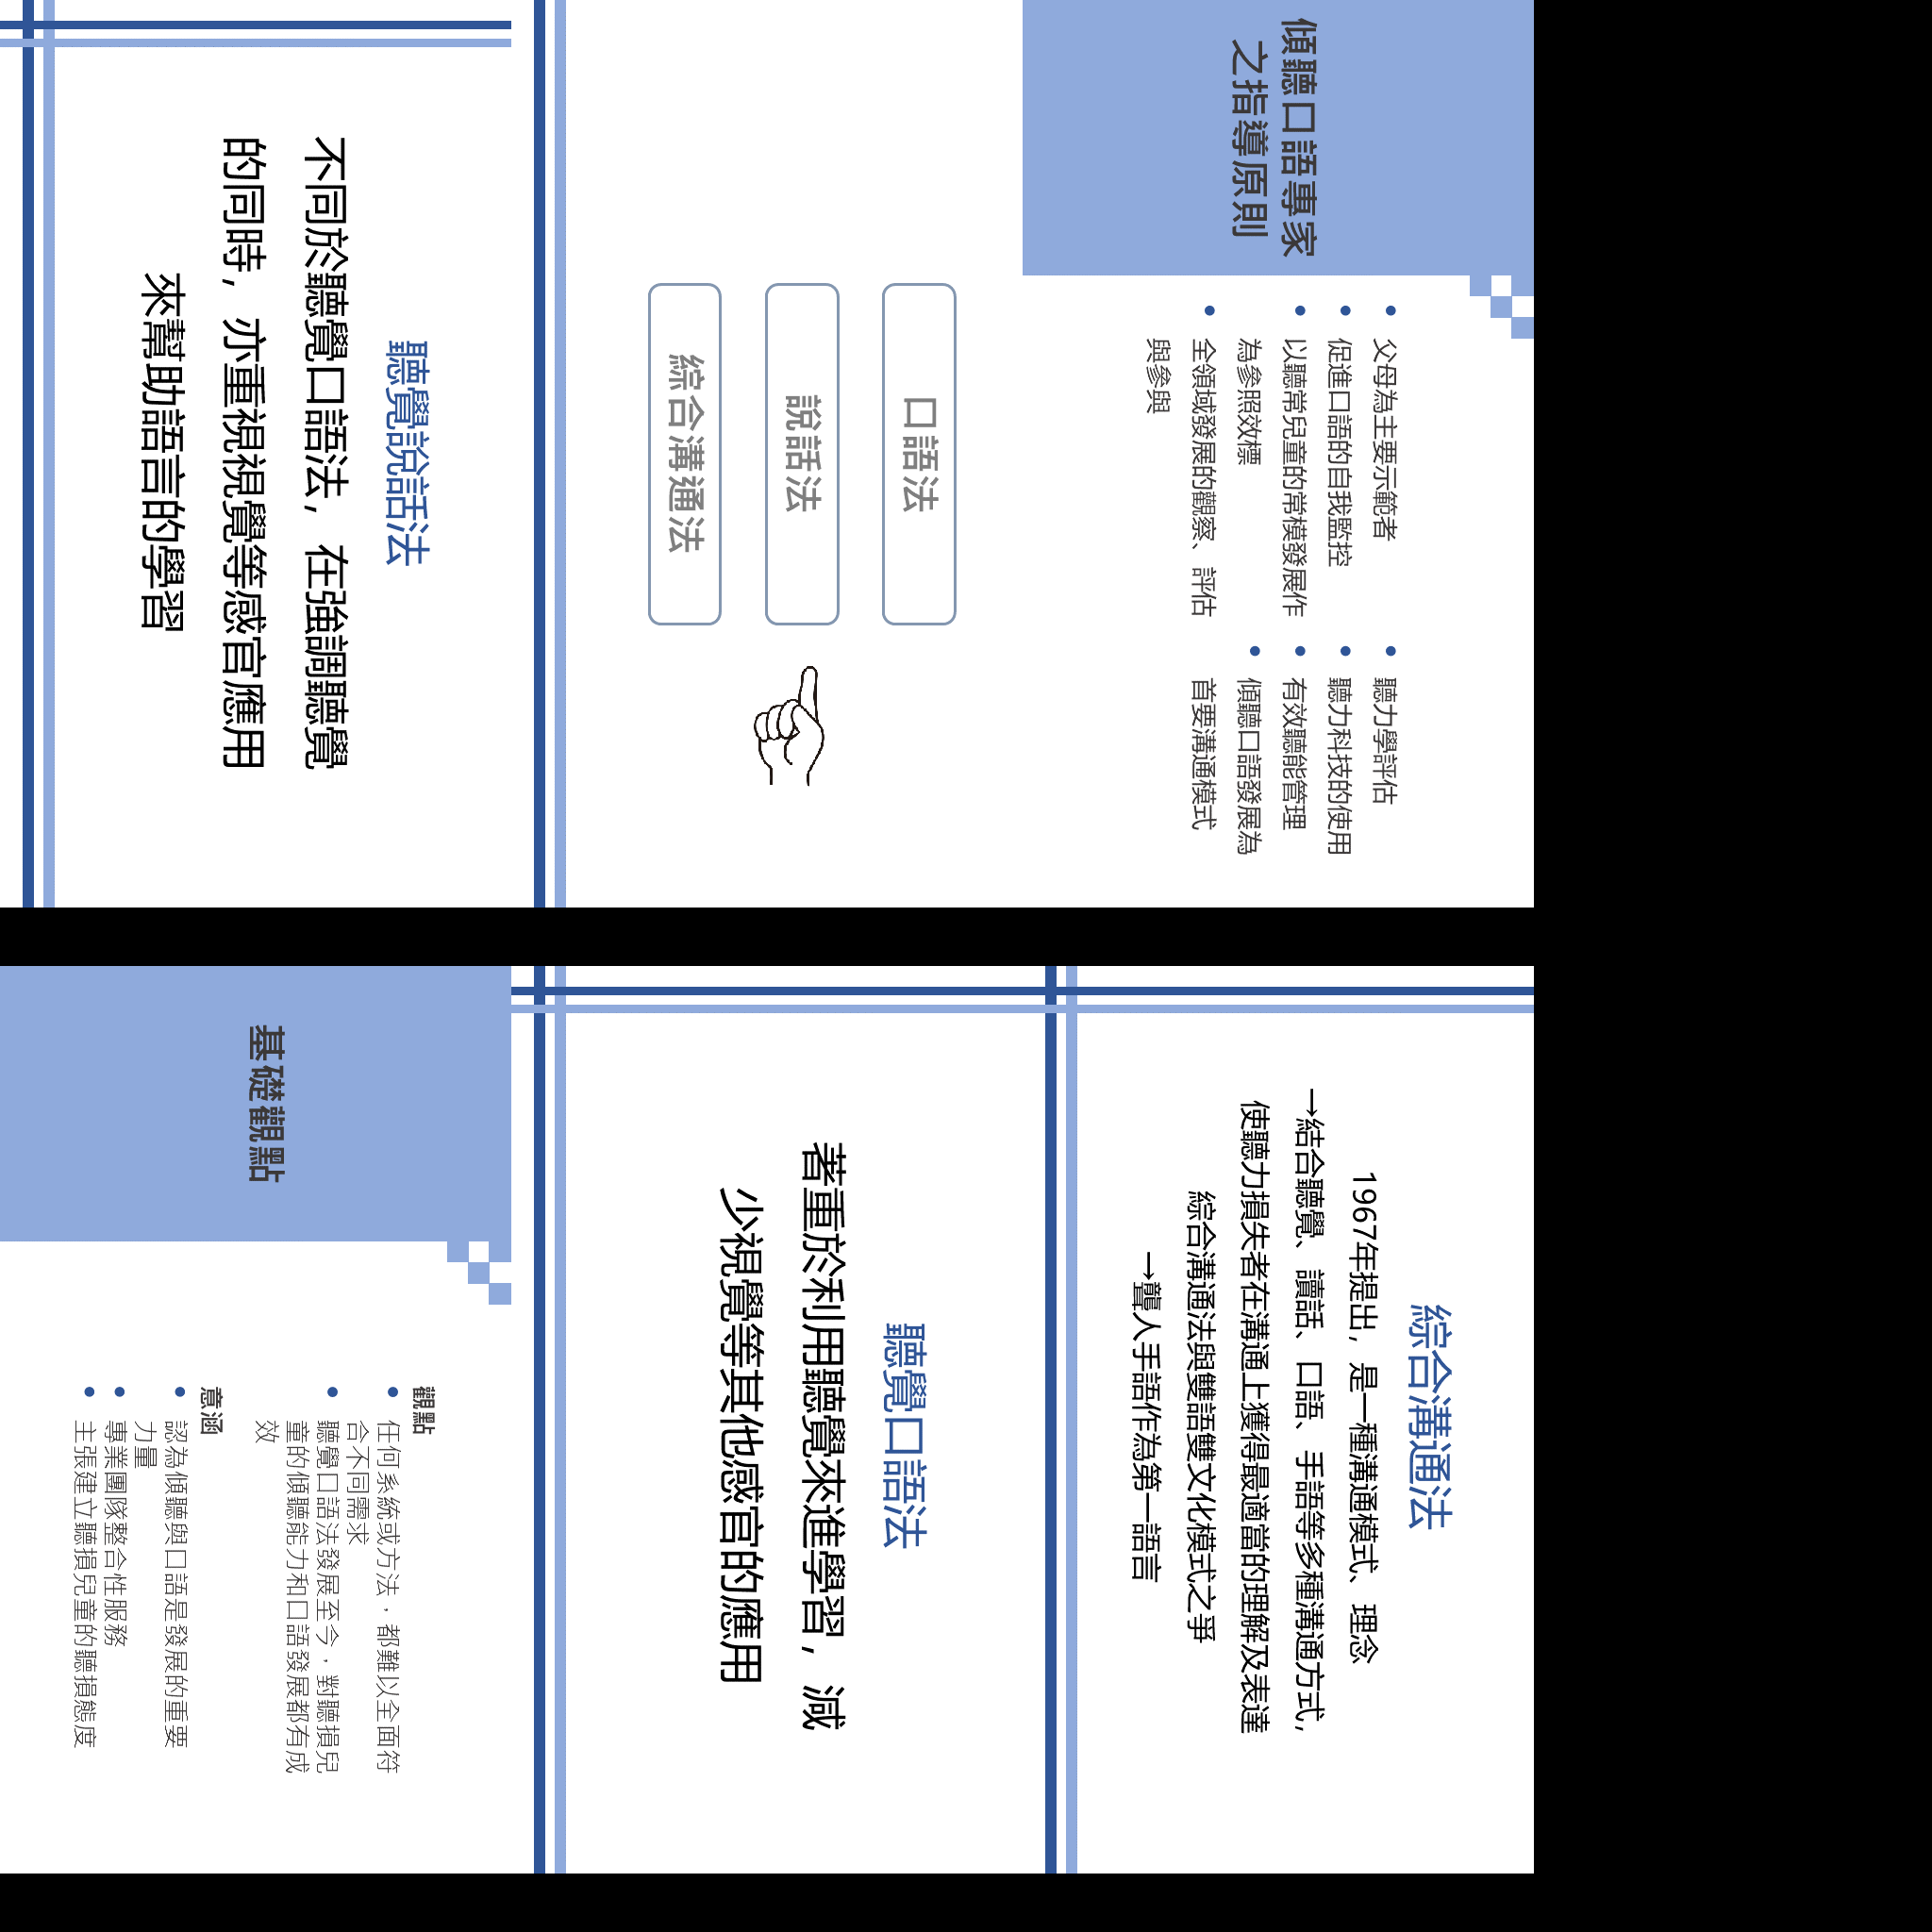 傾聽口語專家
之指導原則
父母為主要示範者
促進口語的自我監控
以聽常兒童的常模發展作
為參照效標
全領域發展的觀察、評估
與參與
聽力學評估
聽力科技的使用
有效聽能管理
傾聽口語發展為
首要溝通模式
綜合溝通法
1967年提出，是一種溝通模式、理念
→結合聽覺、讀話、口語、手語等多種溝通方式，
使聽力損失者在溝通上獲得最適當的理解及表達
綜合溝通法與雙語雙文化模式之爭
→聾人手語作為第一語言
口語法
說話法
綜合溝通法
聽覺口語法
著重於利用聽覺來進學習，減
少視覺等其他感官的應用
聽覺說話法
不同於聽覺口語法，在強調聽覺
的同時，亦重視視覺等感官應用
來幫助語言的學習
基礎觀點
觀點
任何系統或方法，都難以全面符
合不同需求
聽覺口語法發展至今，對聽損兒
童的傾聽能力和口語發展都有成
效
意涵
認為傾聽與口語是發展的重要
力量
專業團隊整合性服務
主張建立聽損兒童的聽損態度